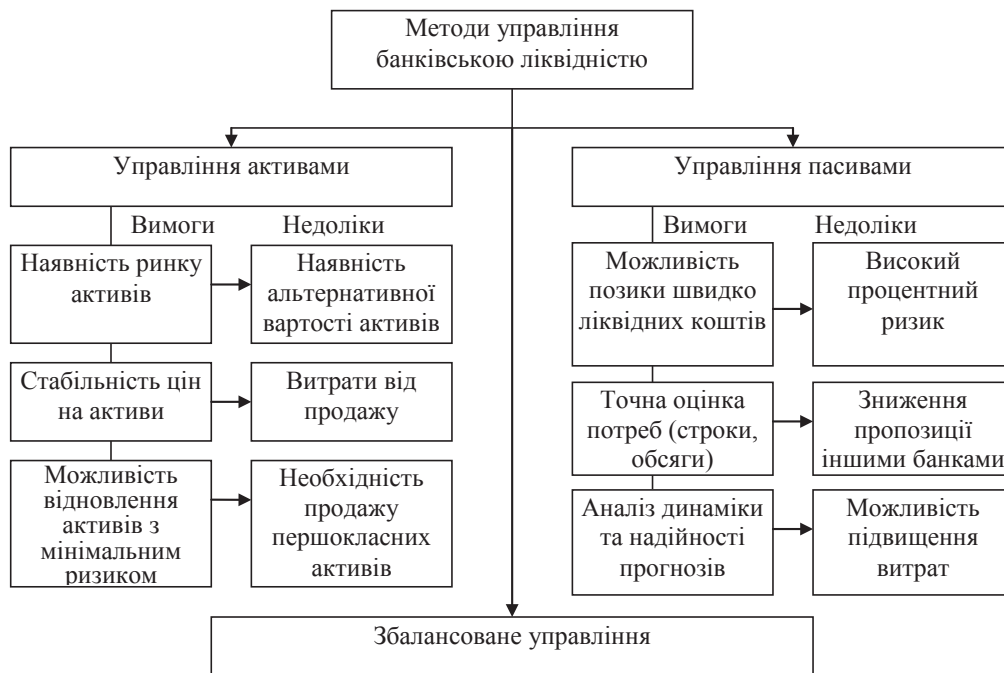 Методи управління
банківською ліквідністю
Управління активами
Вимоги
Недоліки
Наявність ринку
активів
Наявність
альтернативної
вартості активів
Стабільність цін
на активи
Витрати від
продажу
Можливість
відновлення
активів з
мінімальним
ризиком
Необхідність
продажу
першокласних
активів
Управління пасивами
Вимоги
Недоліки
Можливість
позики швидко
ліквідних коштів
Високий
процентний
ризик
Точна оцінка
потреб (строки,
обсяги)
Зниження
пропозиції
іншими банками
Аналіз динаміки
та надійності
прогнозів
Можливість
підвищення
витрат
Збалансоване управління